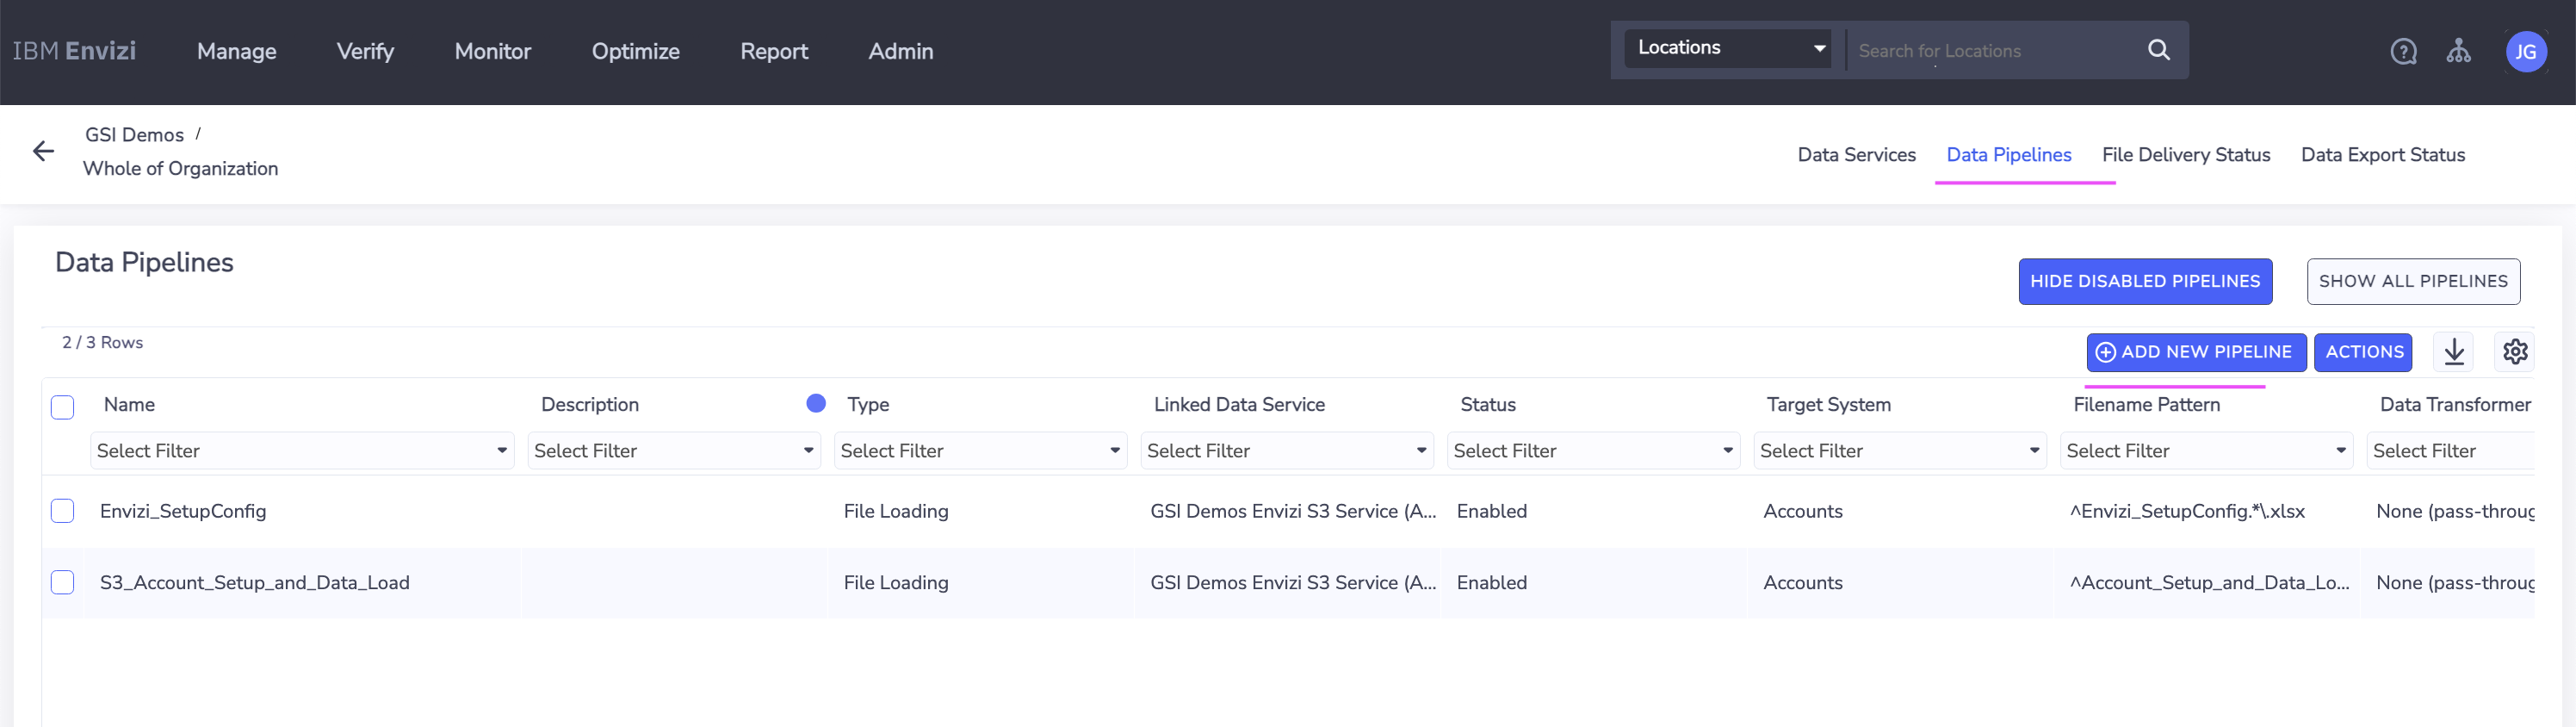 IBM Envizi Manage Verify Monitor Optimize Report Admin Locations Search for Locations JG
GSI Demos /
Whole of Organization
Data Services Data Pipelines File Delivery Status Data Export Status
Data Pipelines
HIDE DISABLED PIPELINES SHOW ALL PIPELINES
2 / 3 Rows
ADD NEW PIPELINE ACTIONS
Name Description Type Linked Data Service Status Target System Filename Pattern Data Transformer
Select Filter Select Filter Select Filter Select Filter Select Filter Select Filter Select Filter Select Filter
Envizi_SetupConfig File Loading GSI Demos Envizi S3 Service (A... Enabled Accounts ^Envizi_SetupConfig.*\.xlsx None (pass-throug
S3_Account_Setup_and_Data_Load File Loading GSI Demos Envizi S3 Service (A... Enabled Accounts ^Account_Setup_and_Data_Lo... None (pass-throug